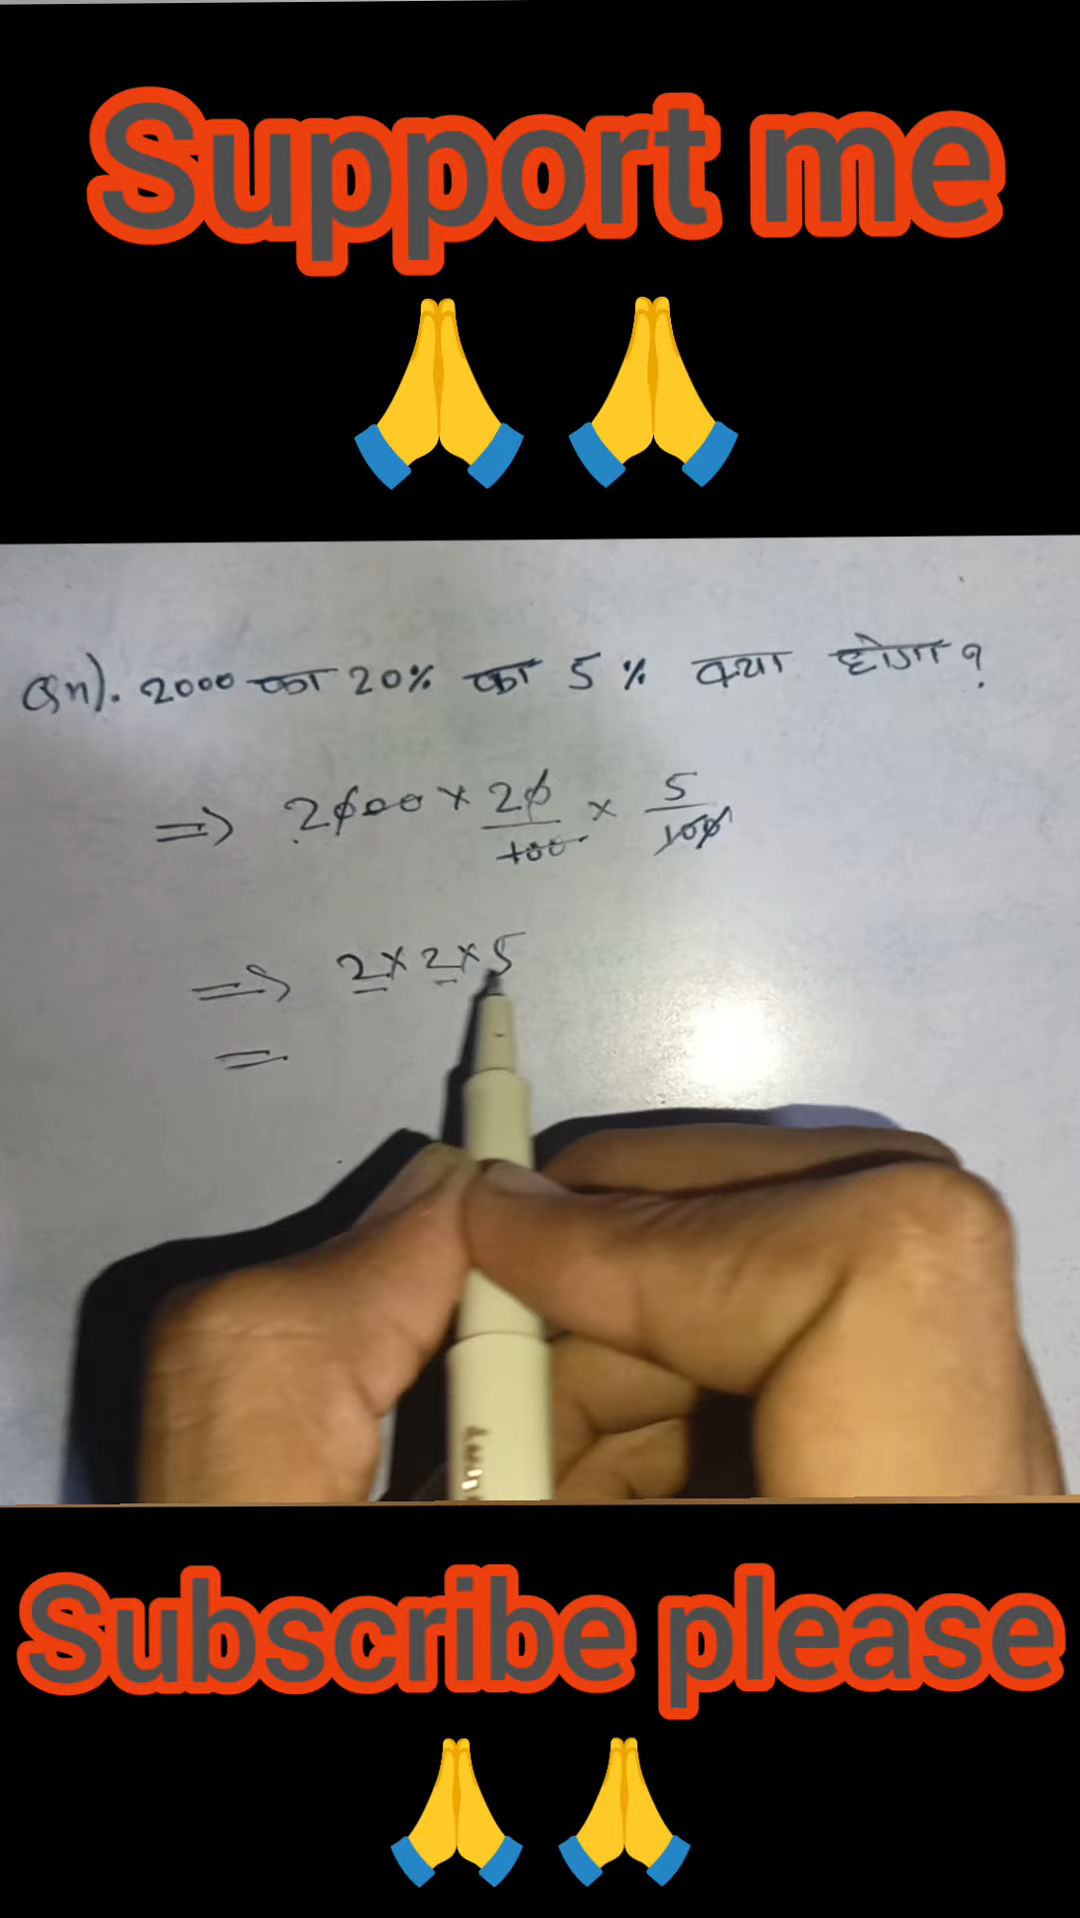 Support me
Qn). 2000 का 20% का 5% क्या होगा?
=> 2000 × 20/100 × 5/100
=> 2×2×5
=
Subscribe please